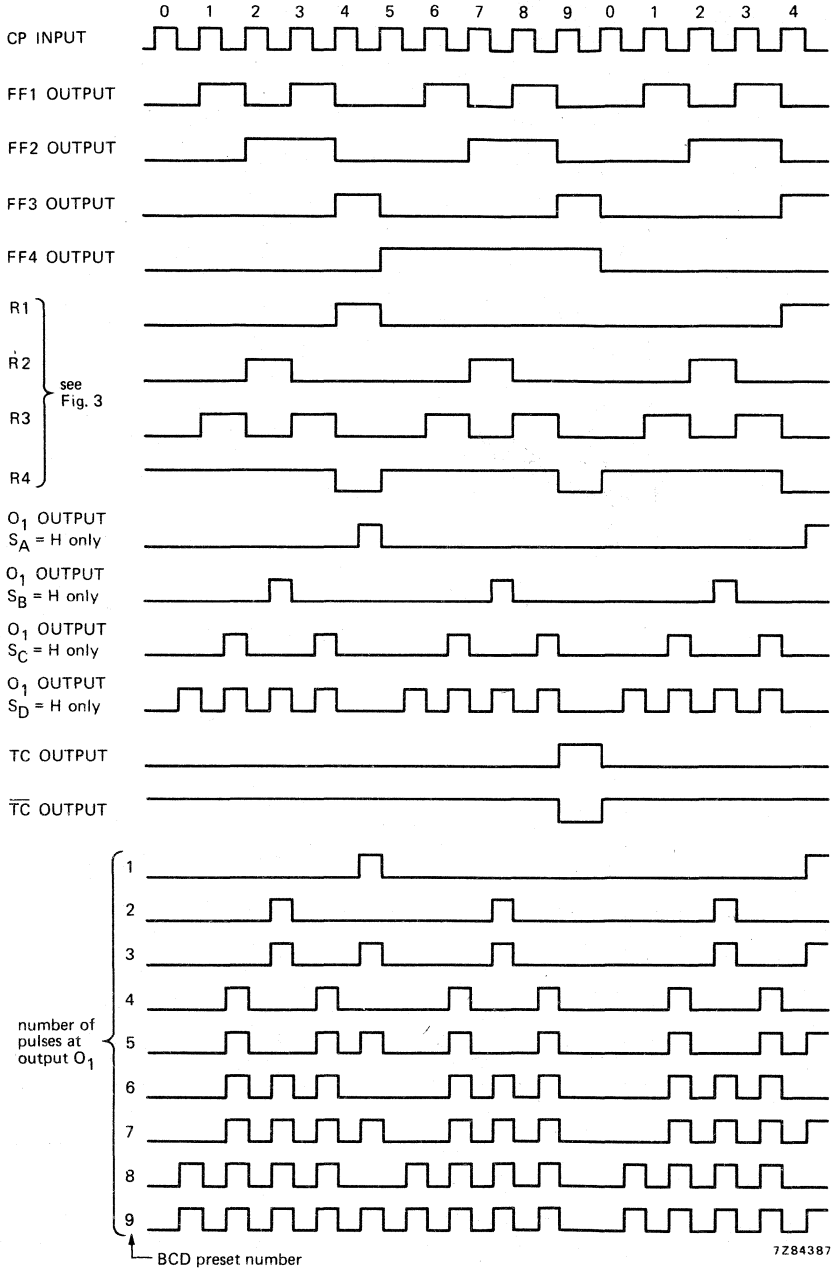 0 1 2 3 4 5 6 7 8 9 0 1 2 3 4
CP INPUT
FF1 OUTPUT
FF2 OUTPUT
FF3 OUTPUT
FF4 OUTPUT
R1
R2
see
Fig. 3
R3
R4
O1 OUTPUT
SA = H only
O1 OUTPUT
SB = H only
O1 OUTPUT
SC = H only
O1 OUTPUT
SD = H only
TC OUTPUT
T̅C̅ OUTPUT
1
2
3
4
number of
pulses at
output O1
5
6
7
8
9
BCD preset number
7Z84387